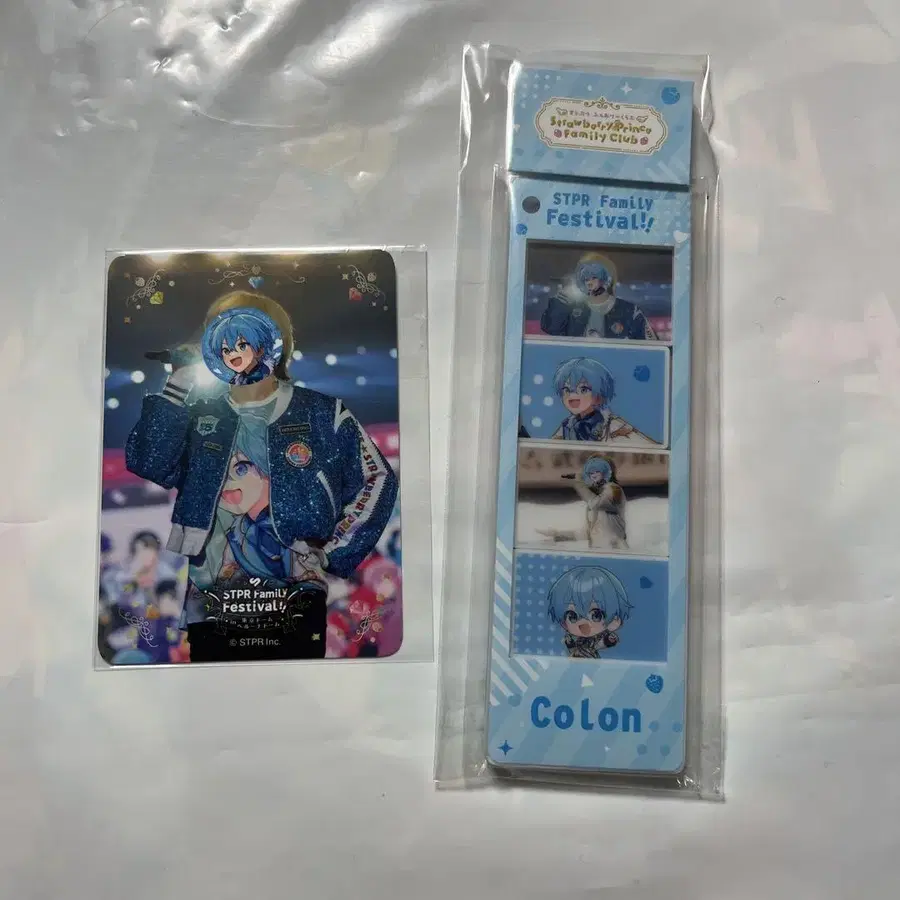 STPR Family
Festival!
© STPR Inc.
Strawberry Prince
Family Club
STPR Family
Festival!!
Colon